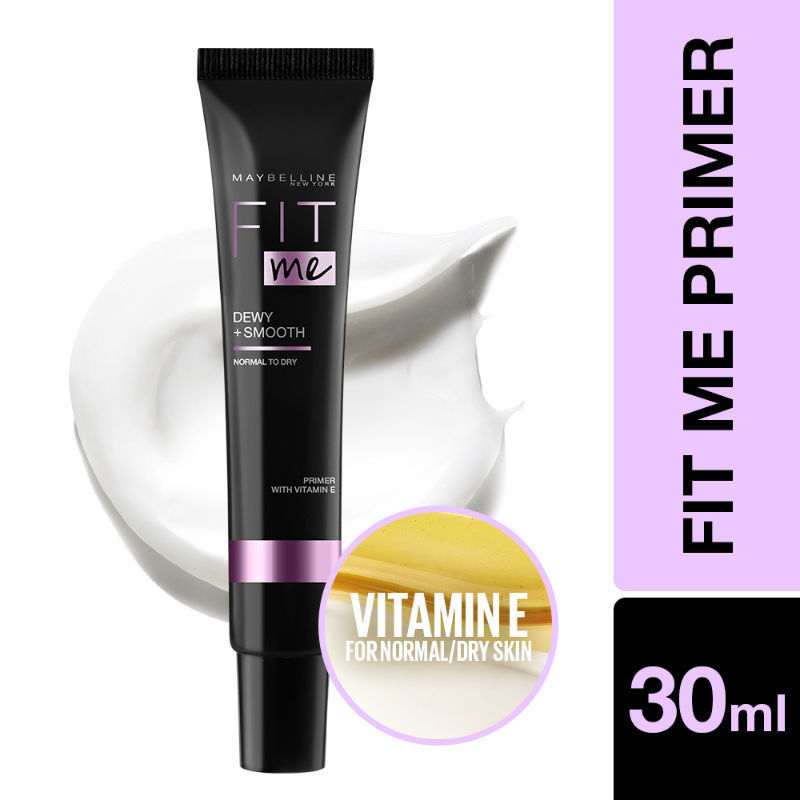 MAYBELLINE
NEW YORK
FIT
me
DEWY
+SMOOTH
NORMAL TO DRY
PRIMER
WITH VITAMIN E
VITAMIN E
FOR NORMAL/DRY SKIN
FIT ME PRIMER
30ml